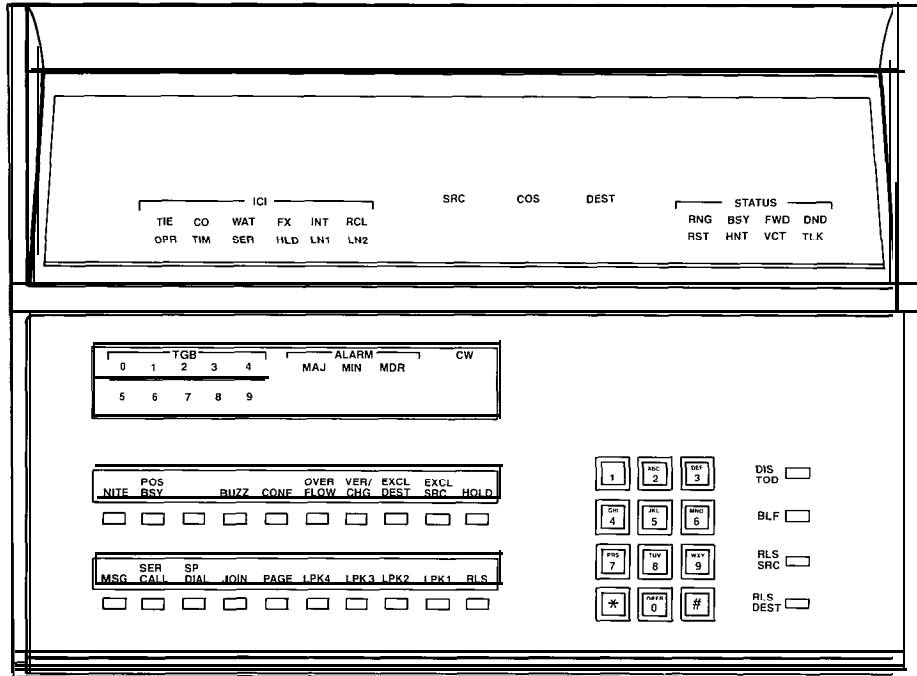 ICI
SRC COS DEST
STATUS
TIE CO WAT FX INT RCL
RNG BSY FWD DND
OPR TIM SER HLD LN1 LN2
RST HNT VCT TLK
TGB
ALARM
CW
0 1 2 3 4
MAJ MIN MDR
5 6 7 8 9
NITE POS BSY BUZZ CONF OVER FLOW VER/ CHG EXCL DEST EXCL SRC HOLD
MSG SER CALL SP DIAL JOIN PAGE LPK4 LPK3 LPK2 LPK1 RLS
1 ABC 2 DEF 3
DIS TOD
GHI 4 JKL 5 MNO 6
BLF
PRS 7 TUV 8 WXY 9
RLS SRC
* OPER 0 #
RLS DEST